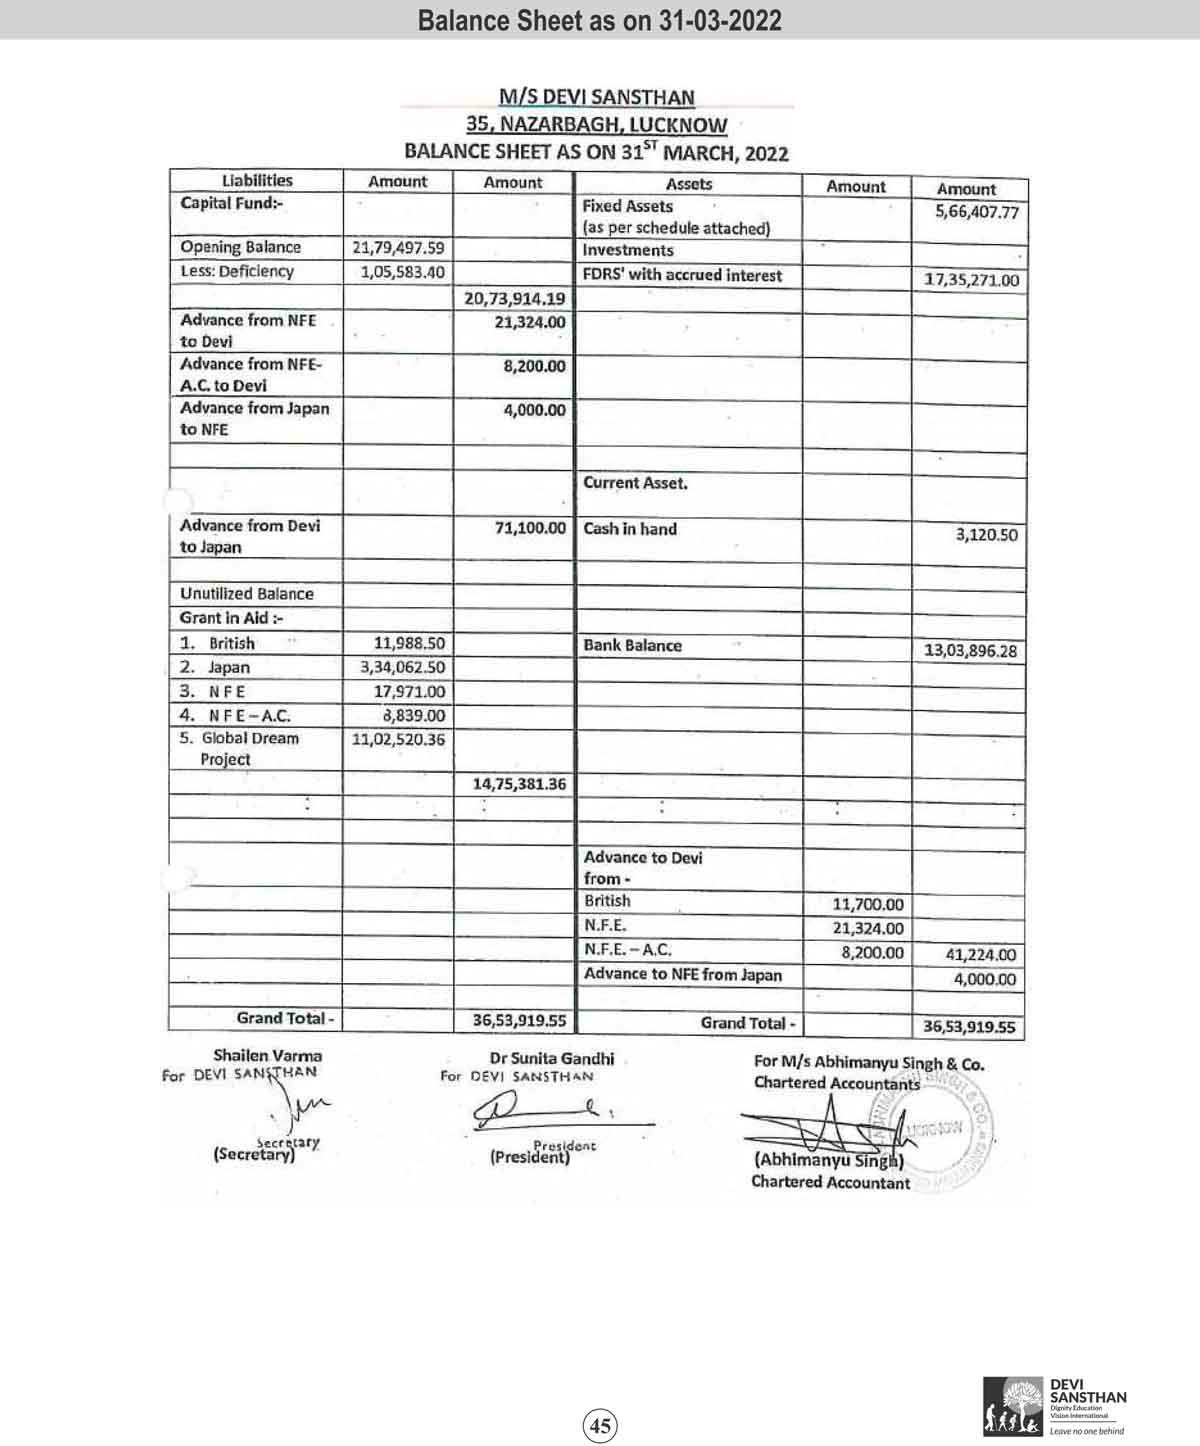 Balance Sheet as on 31-03-2022
M/S DEVI SANSTHAN
35, NAZARBAGH, LUCKNOW
BALANCE SHEET AS ON 31ST MARCH, 2022
Liabilities Amount Amount Assets Amount Amount
Capital Fund:- Fixed Assets 5,66,407.77
(as per schedule attached)
Opening Balance 21,79,497.59 Investments
Less: Deficiency 1,05,583.40 FDRS' with accrued interest 17,35,271.00
20,73,914.19
Advance from NFE 21,324.00
to Devi
Advance from NFE- 8,200.00
A.C. to Devi
Advance from Japan 4,000.00
to NFE
Current Asset.
Advance from Devi 71,100.00 Cash in hand 3,120.50
to Japan
Unutilized Balance
Grant in Aid :-
1. British 11,988.50 Bank Balance 13,03,896.28
2. Japan 3,34,062.50
3. N F E 17,971.00
4. N F E – A.C. 8,839.00
5. Global Dream 11,02,520.36
Project
14,75,381.36
: : : : :
Advance to Devi
from -
British 11,700.00
N.F.E. 21,324.00
N.F.E. – A.C. 8,200.00 41,224.00
Advance to NFE from Japan 4,000.00
Grand Total - 36,53,919.55 Grand Total - 36,53,919.55
Shailen Varma Dr Sunita Gandhi For M/s Abhimanyu Singh & Co.
For DEVI SANSTHAN For DEVI SANSTHAN Chartered Accountants
Secretary President
(Secretary) (President) (Abhimanyu Singh)
Chartered Accountant
LUCKNOW
DEVI
SANSTHAN
Dignity Education
Vision International
Leave no one behind
45